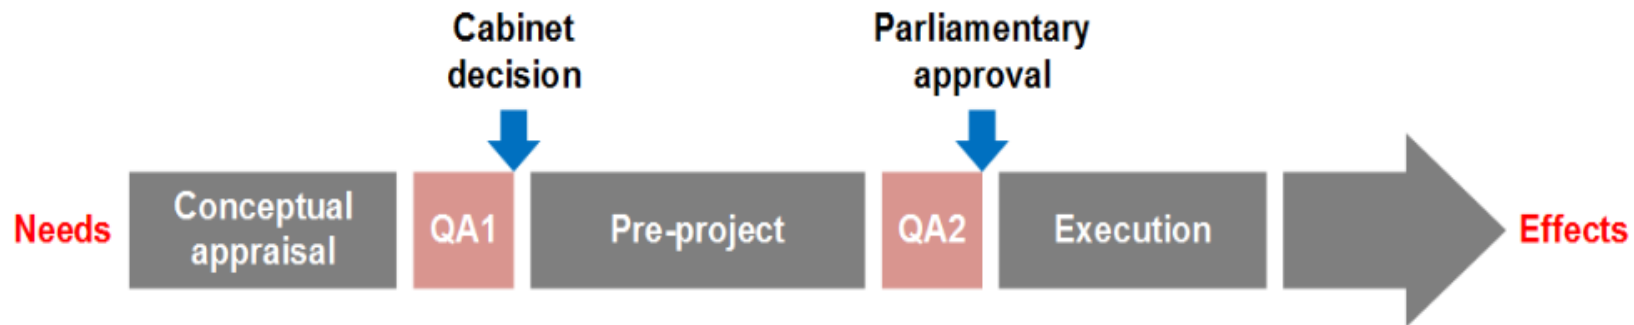 Cabinet
decision
Parliamentary
approval
Needs
Conceptual
appraisal
QA1
Pre-project
QA2
Execution
Effects